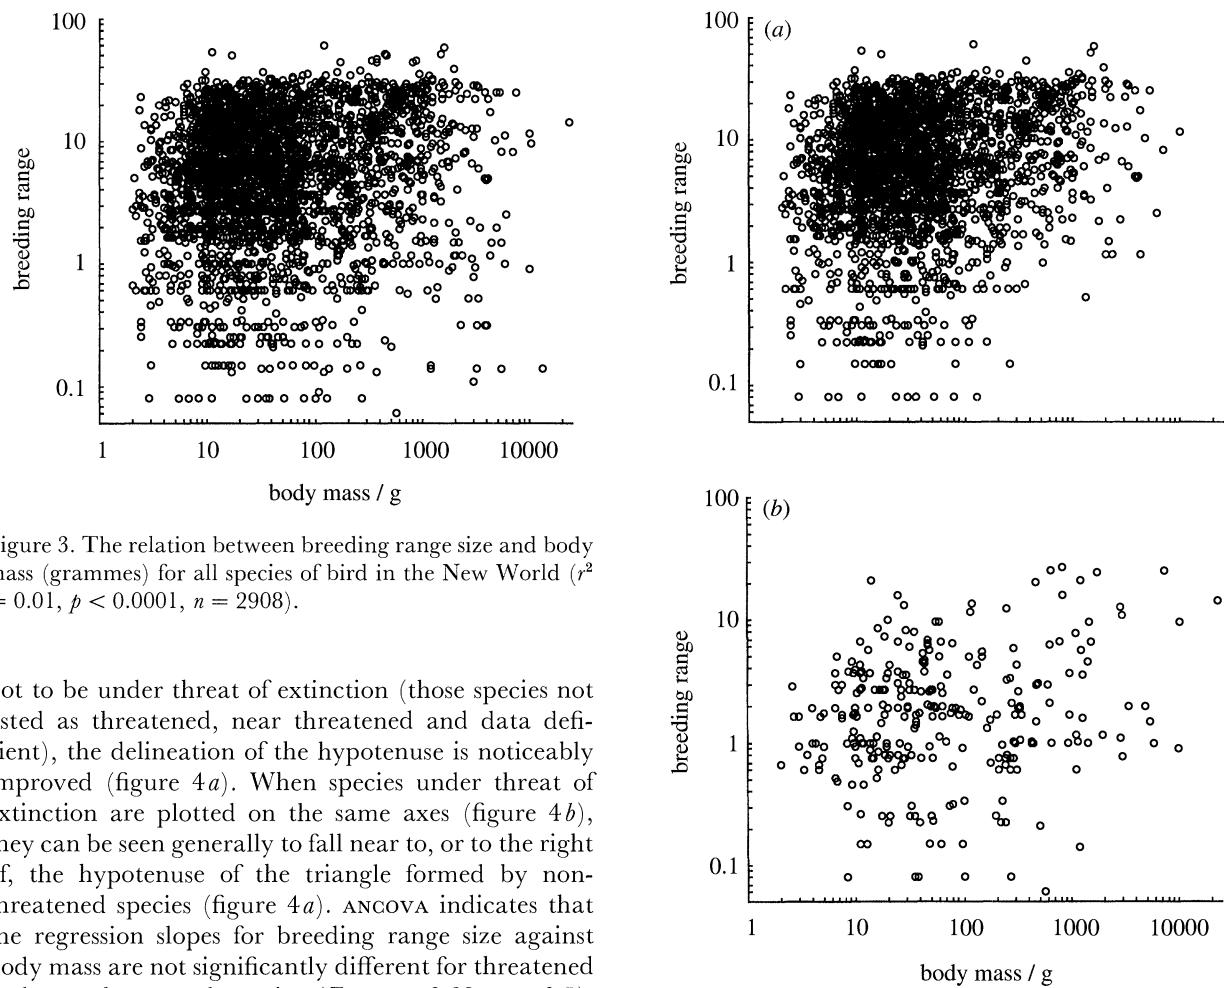 100
10
1
0.1
breeding range
1 10 100 1000 10000
body mass / g
igure 3. The relation between breeding range size and body
nass (grammes) for all species of bird in the New World (r²
= 0.01, p < 0.0001, n = 2908).
ot to be under threat of extinction (those species not
sted as threatened, near threatened and data defi-
ient), the delineation of the hypotenuse is noticeably
mproved (figure 4a). When species under threat of
xtinction are plotted on the same axes (figure 4b),
hey can be seen generally to fall near to, or to the right
f, the hypotenuse of the triangle formed by non-
hreatened species (figure 4a). ANCOVA indicates that
he regression slopes for breeding range size against
ody mass are not significantly different for threatened
(a)
100
10
1
0.1
breeding range
(b)
100
10
1
0.1
breeding range
1 10 100 1000 10000
body mass / g